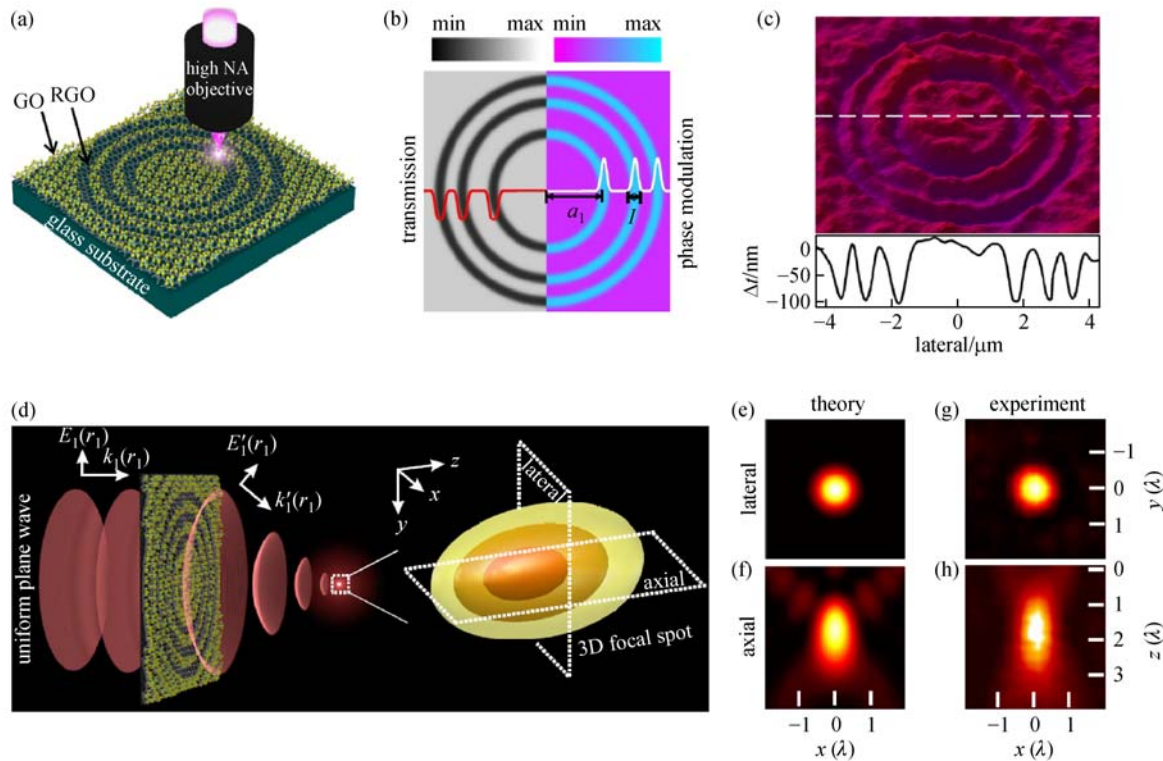 (a)
high NA
objective
GO
RGO
glass substrate
(b)
min max
min max
transmission
a₁
l
phase modulation
(c)
Δt/nm
0
−50
−100
−4 −2 0 2 4
lateral/μm
(d)
E₁(r₁)
k₁(r₁)
E′₁(r₁)
k′₁(r₁)
uniform plane wave
z
x
y
lateral
axial
3D focal spot
theory
experiment
(e)
(g)
lateral
−1
0
1
y (λ)
(f)
(h)
axial
0
1
2
3
z (λ)
−1 0 1
−1 0 1
x (λ)
x (λ)